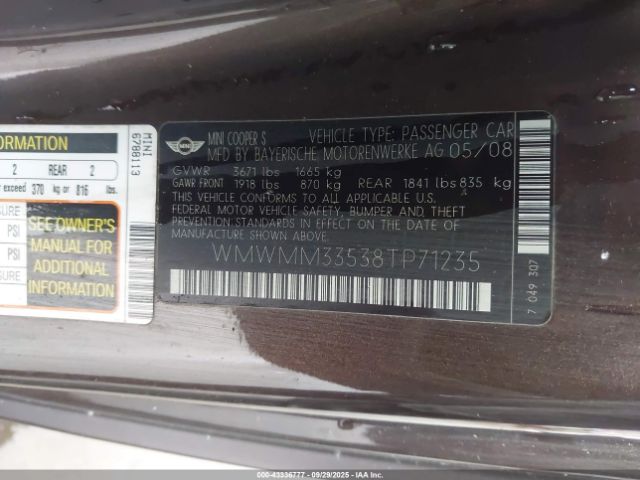 ORMATION
2 REAR 2
exceed 370 kg or 816 lbs.
SURE
PSI
PSI
SEE OWNER'S
MANUAL FOR
ADDITIONAL
INFORMATION
MINI
6780113
MINI
MINI COOPER S VEHICLE TYPE: PASSENGER CAR
MFD BY BAYERISCHE MOTORENWERKE AG 05/08
GVWR 3671 lbs 1665 kg
GAWR FRONT 1918 lbs 870 kg REAR 1841 lbs 835 kg
THIS VEHICLE CONFORMS TO ALL APPLICABLE U.S.
FEDERAL MOTOR VEHICLE SAFETY, BUMPER AND THEFT
PREVENTION STANDARDS IN EFFECT ON THE DATE OF
MANUFACTURE SHOWN ABOVE.
WMWMM33538TP71235
7 049 307
000-43336777 - 09/29/2025 - IAAI.COM